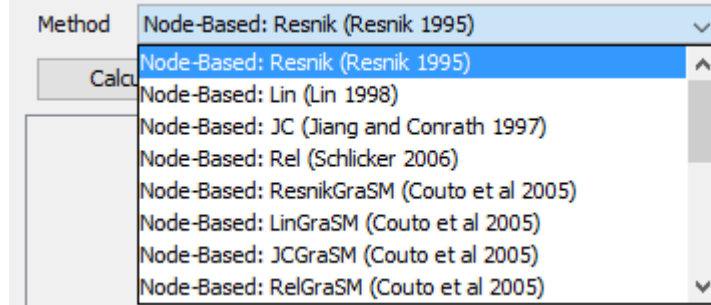 Method Node-Based: Resnik (Resnik 1995)
Calcu
Node-Based: Resnik (Resnik 1995)
Node-Based: Lin (Lin 1998)
Node-Based: JC (Jiang and Conrath 1997)
Node-Based: Rel (Schlicker 2006)
Node-Based: ResnikGraSM (Couto et al 2005)
Node-Based: LinGraSM (Couto et al 2005)
Node-Based: JCGraSM (Couto et al 2005)
Node-Based: RelGraSM (Couto et al 2005)